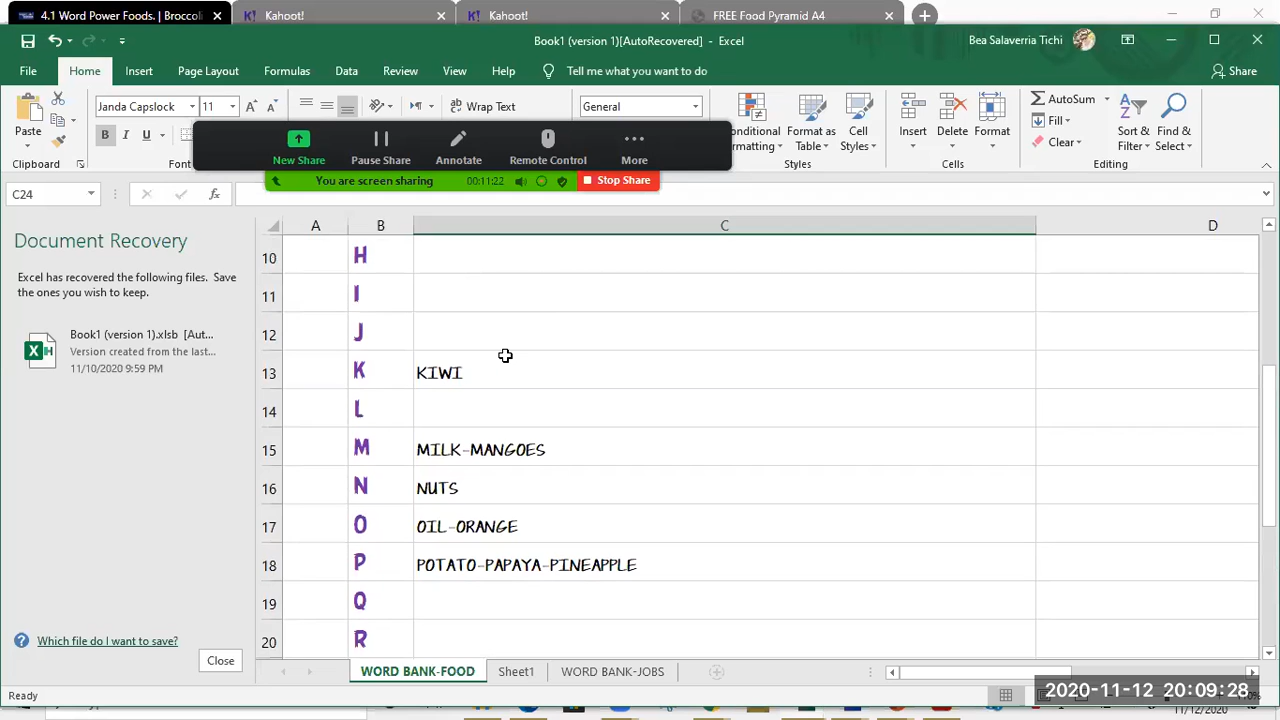 4.1 Word Power Foods. | Broccoli
Kahoot!
Kahoot!
FREE Food Pyramid A4
Book1 (version 1)[AutoRecovered] - Excel
Bea Salaverria Tichi
File Home Insert Page Layout Formulas Data Review View Help Tell me what you want to do Share
Janda Capslock 11
Wrap Text
General
Paste
Clipboard
Font
New Share
Pause Share
Annotate
Remote Control
More
You are screen sharing
00:11:22
Stop Share
Conditional
Formatting
Format as
Table
Cell
Styles
Styles
Insert
Delete
Format
Cells
AutoSum
Fill
Clear
Sort &
Filter
Find &
Select
Editing
C24
Document Recovery
Excel has recovered the following files. Save
the ones you wish to keep.
Book1 (version 1).xlsb [Aut...
Version created from the last...
11/10/2020 9:59 PM
Which file do I want to save?
Close
A B C D
10 H
11 I
12 J
13 K KIWI
14 L
15 M MILK-MANGOES
16 N NUTS
17 O OIL-ORANGE
18 P POTATO-PAPAYA-PINEAPPLE
19 Q
20 R
WORD BANK-FOOD Sheet1 WORD BANK-JOBS
Ready
2020-11-12 20:09:28
11/12/2020